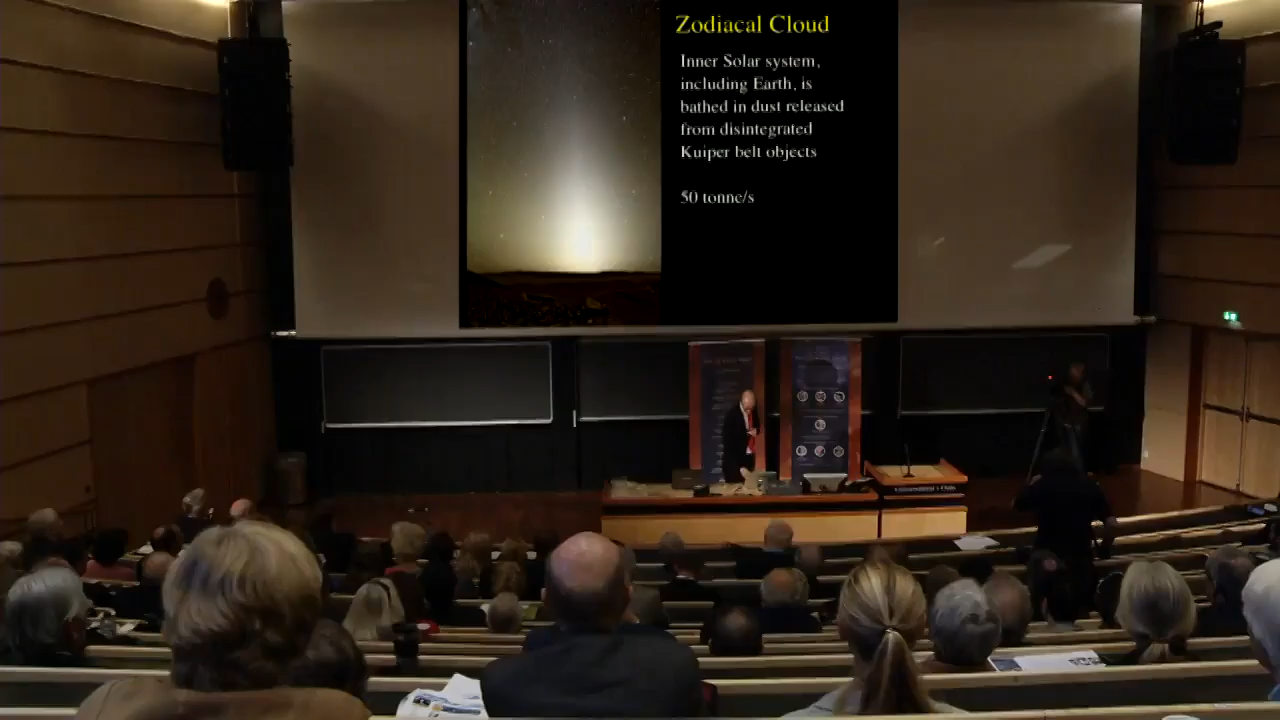 Zodiacal Cloud
Inner Solar system,
including Earth, is
bathed in dust released
from disintegrated
Kuiper belt objects
50 tonne/s